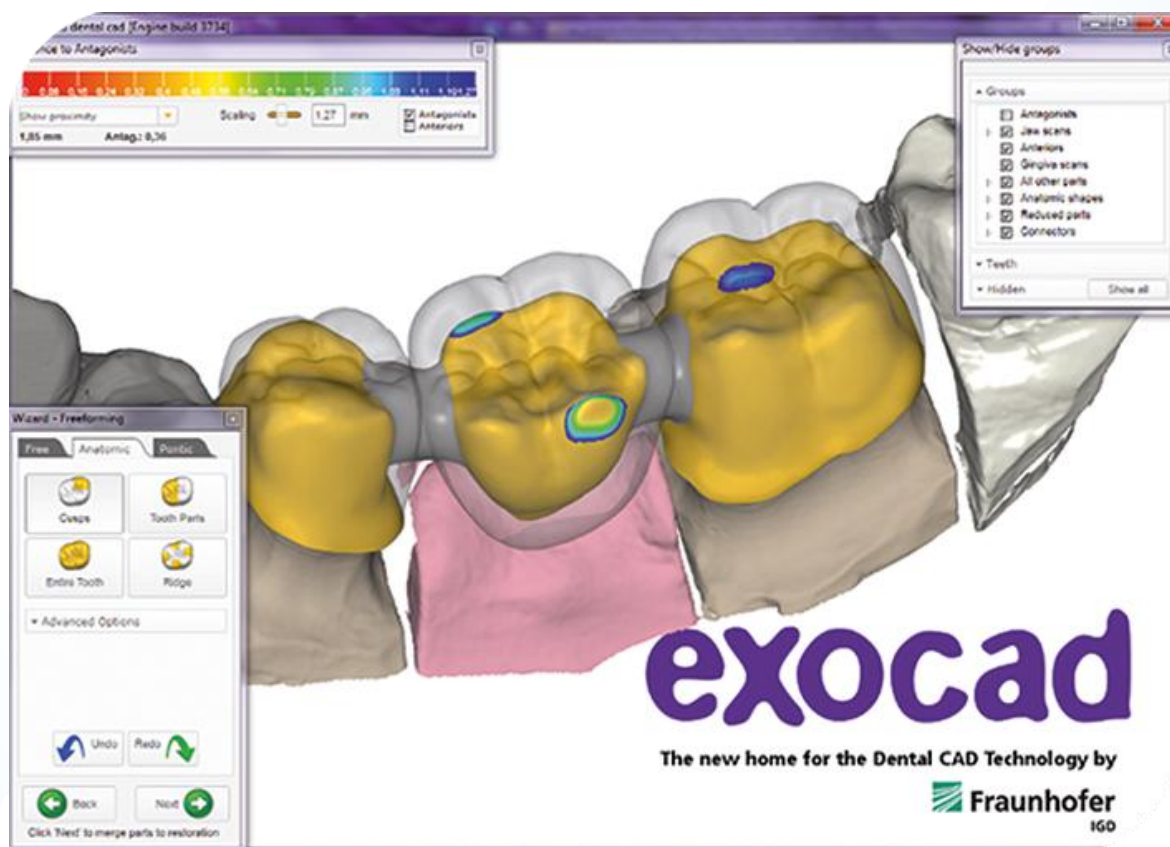 dental cad [Engine build 3734]
nce to Antagonists
Show proximity
Scaling 1,27 mm
Antagonists
Anteriors
1,85 mm Antag.: 0,36
Show/Hide groups
Groups
Antagonists
Jaw scans
Anteriors
Gingiva scans
All other parts
Anatomic shapes
Reduced parts
Connectors
Teeth
Hidden Show all
Wizard - Freeforming
Free Anatomic Pontic
Cusps Tooth Parts
Entire Tooth Ridge
Advanced Options
Undo Redo
Back Next
Click 'Next' to merge parts to restoration
exocad
The new home for the Dental CAD Technology by
Fraunhofer
IGD